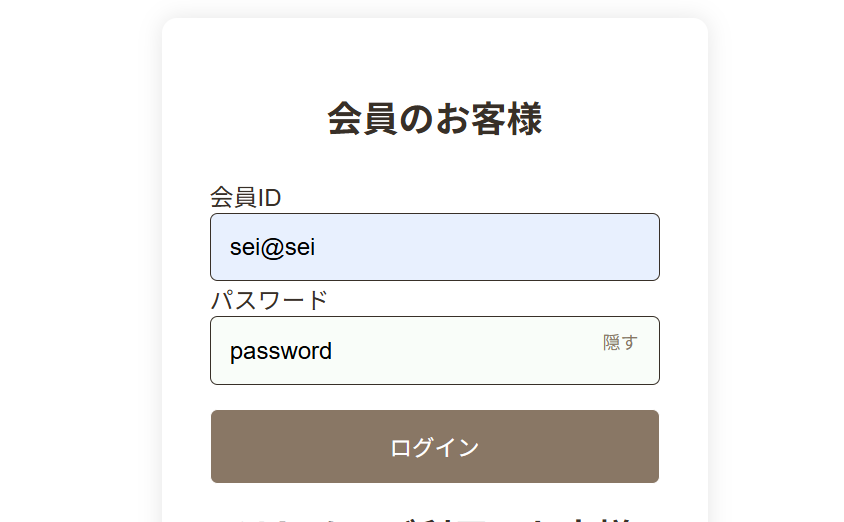 会員のお客様
会員ID
sei@sei
パスワード
password
隠す
ログイン